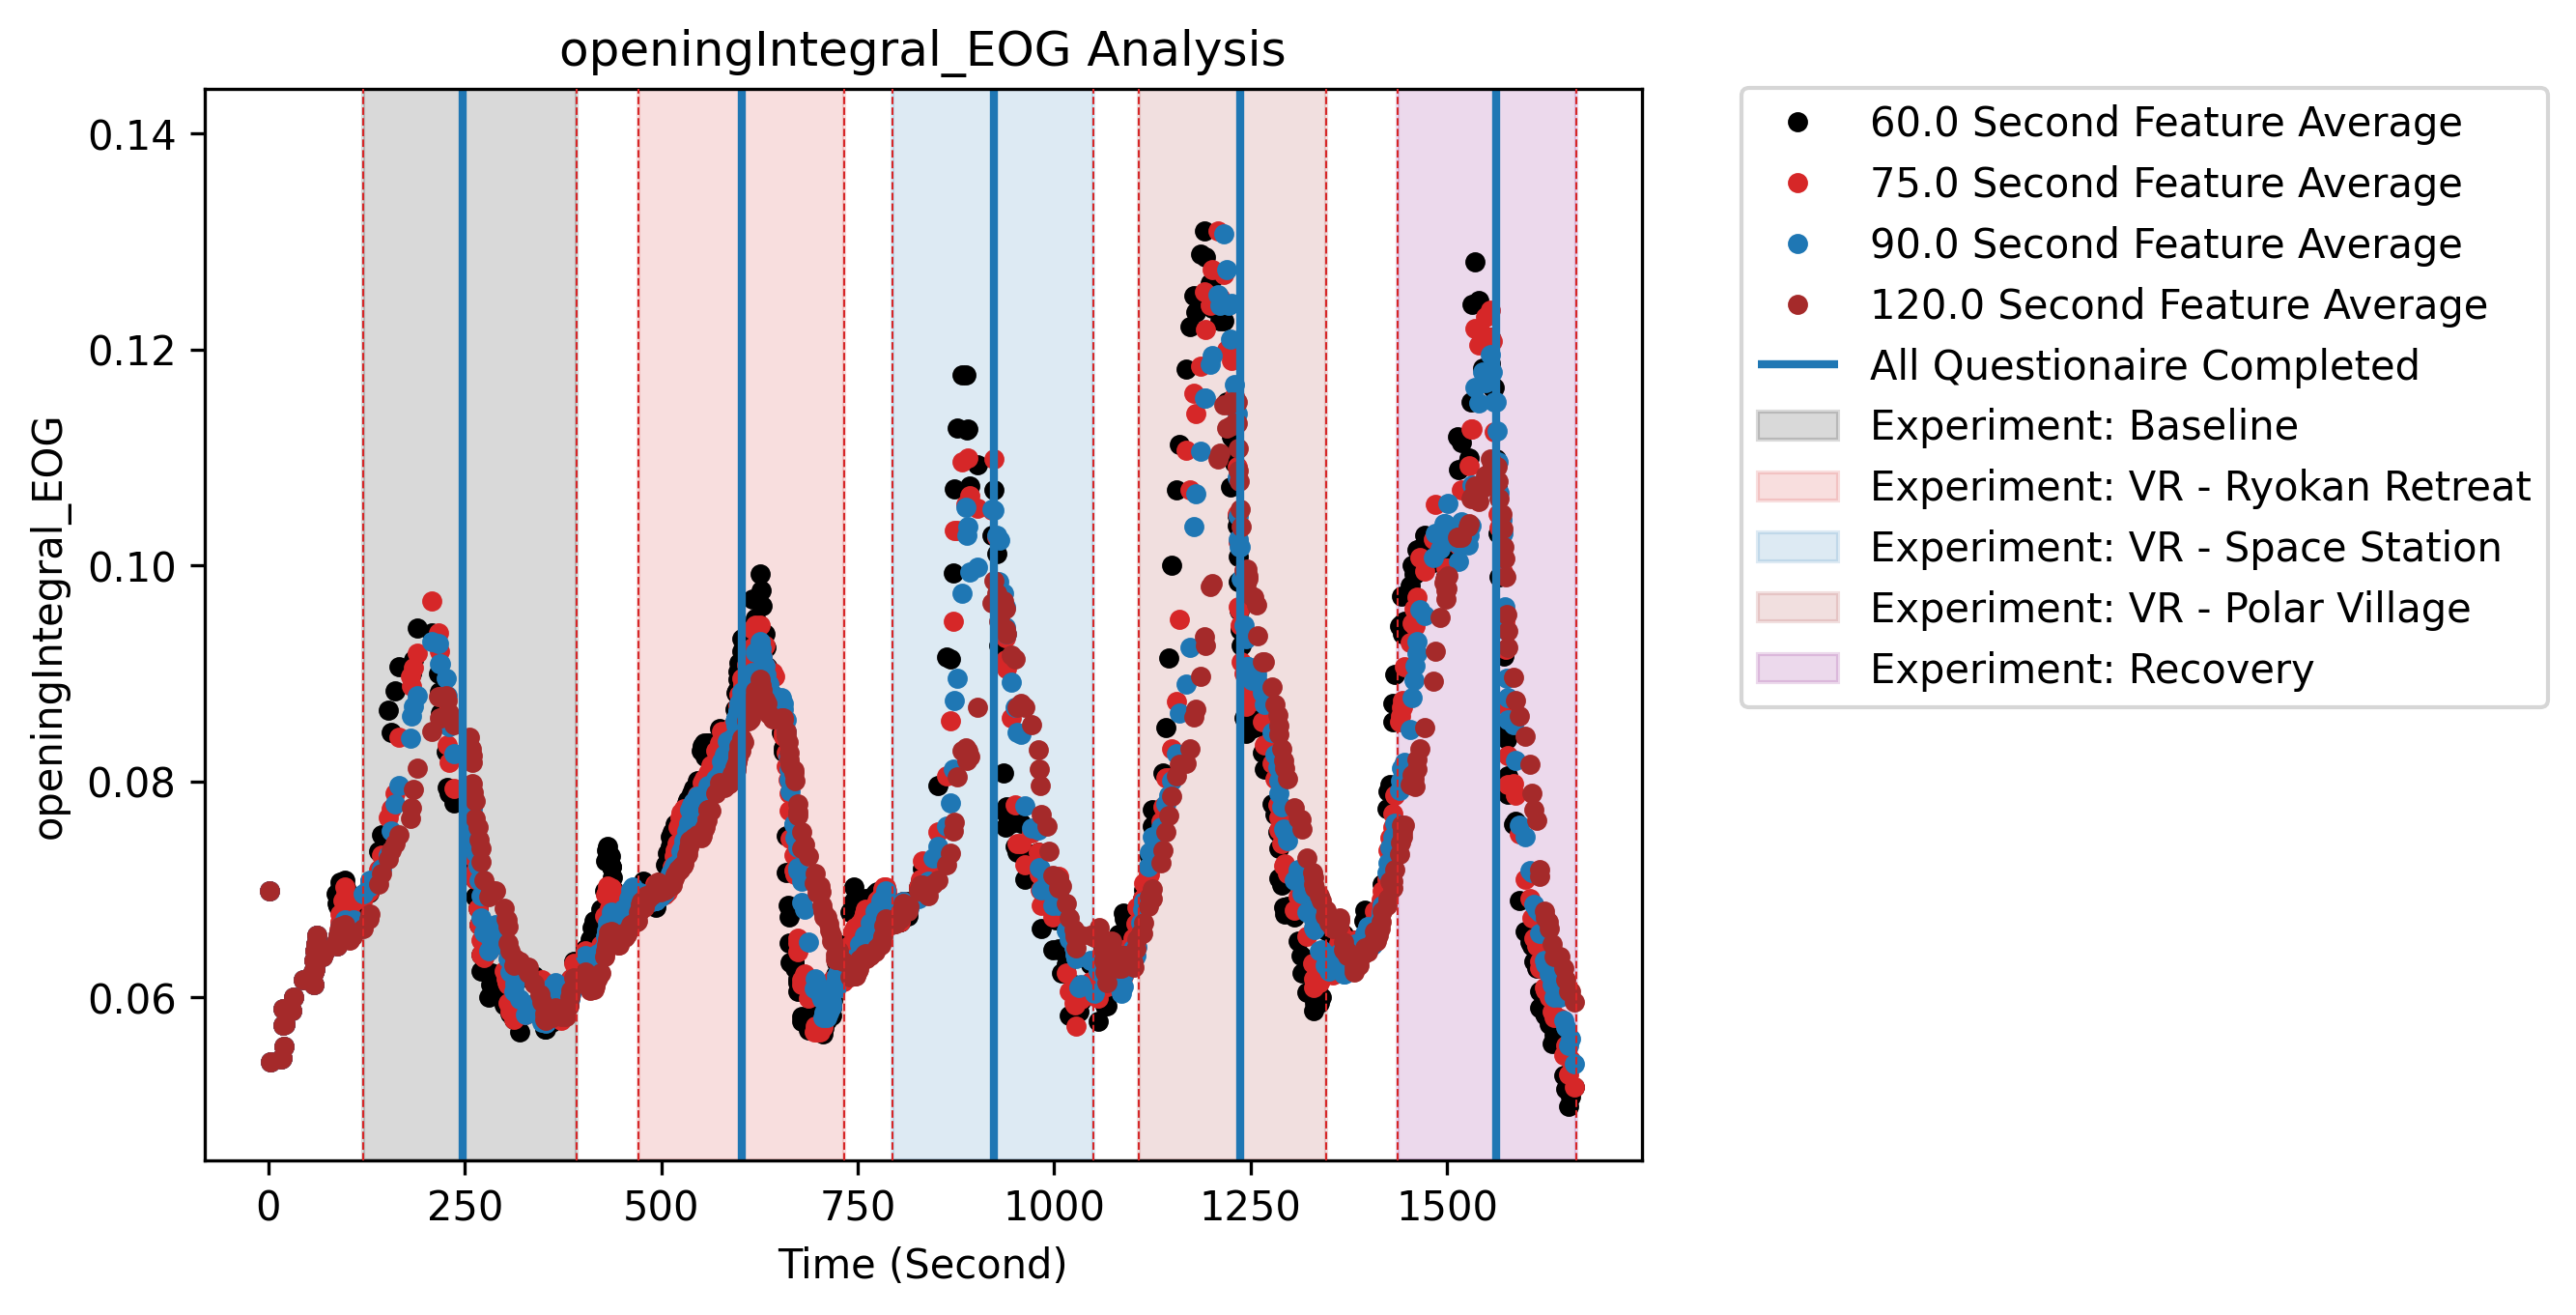 openingIntegral_EOG Analysis
openingIntegral_EOG
0.14
0.12
0.10
0.08
0.06
0 250 500 750 1000 1250 1500
Time (Second)
60.0 Second Feature Average
75.0 Second Feature Average
90.0 Second Feature Average
120.0 Second Feature Average
All Questionaire Completed
Experiment: Baseline
Experiment: VR - Ryokan Retreat
Experiment: VR - Space Station
Experiment: VR - Polar Village
Experiment: Recovery